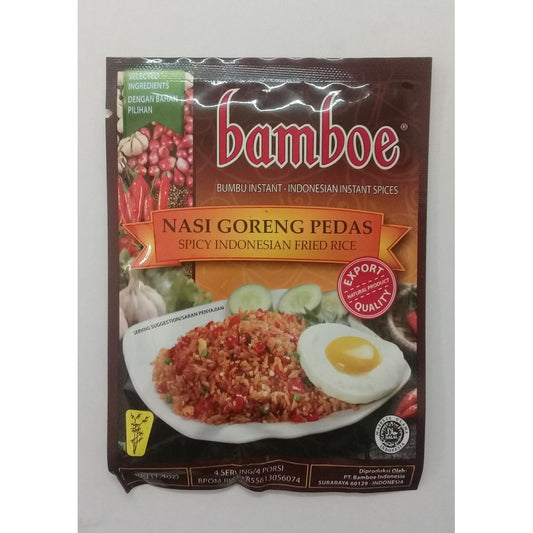 SELECTED
INGREDIENTS
DENGAN BAHAN
PILIHAN
bamboe®
BUMBU INSTANT - INDONESIAN INSTANT SPICES
NASI GORENG PEDAS
SPICY INDONESIAN FRIED RICE
EXPORT
NATURAL PRODUCT
QUALITY
SERVING SUGGESTION/SARAN PENYAJIAN
HALAL
4 SERVING/4 PORSI
BPOM
Diproduksi Oleh:
PT. Bamboe Indonesia
SURABAYA 60129 - INDONESIA